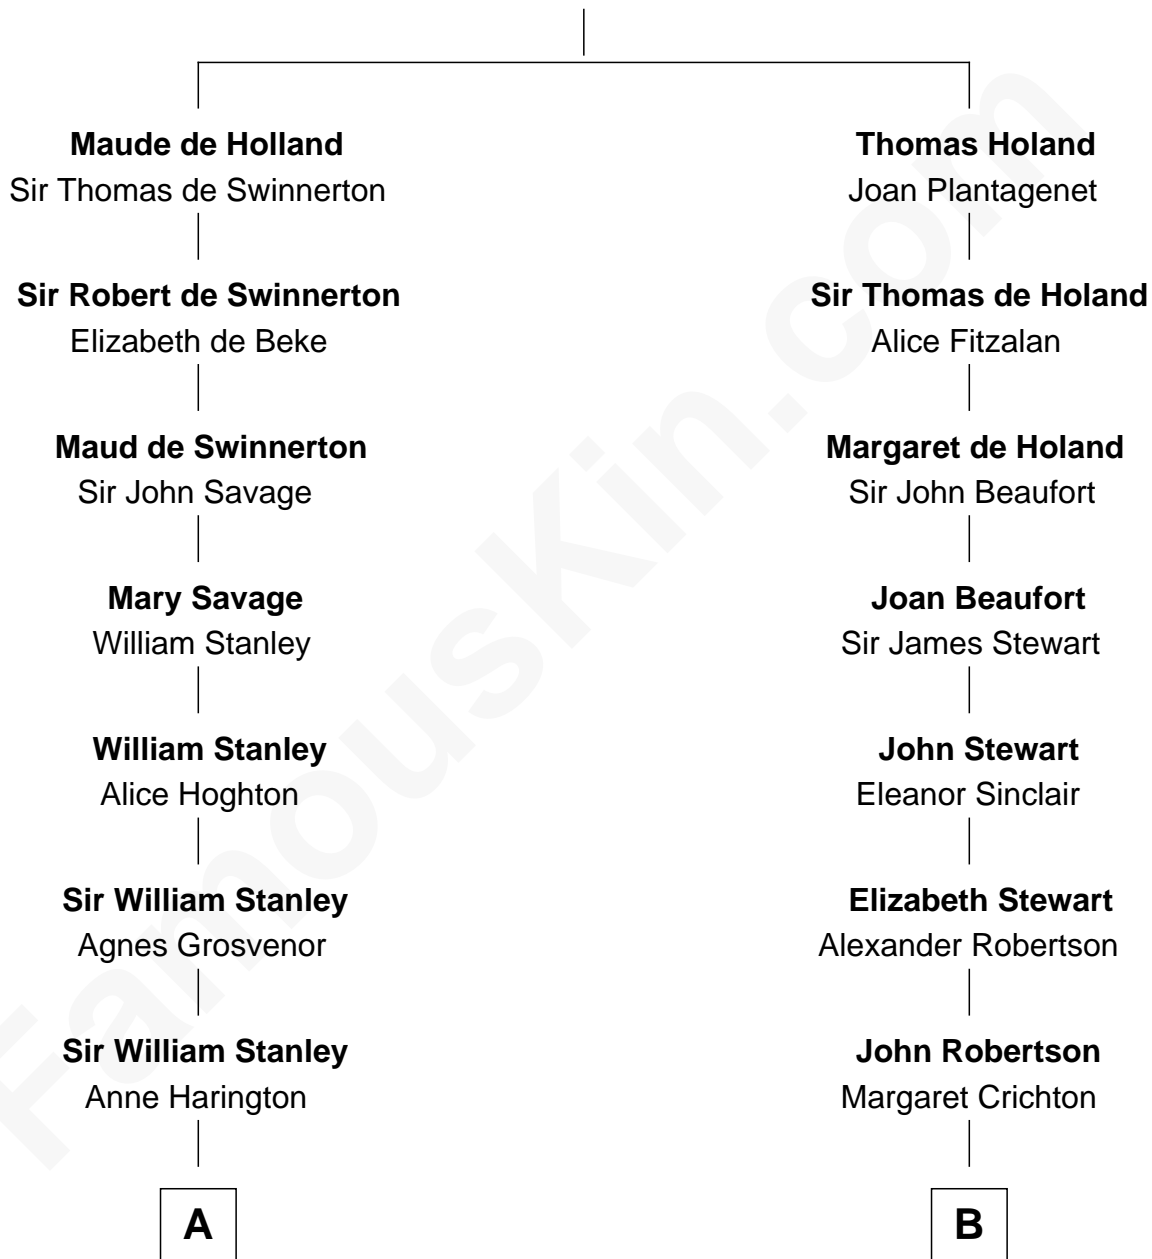 Maude de Holland
Sir Thomas de Swinnerton
Sir Robert de Swinnerton
Elizabeth de Beke
Maud de Swinnerton
Sir John Savage
Mary Savage
William Stanley
William Stanley
Alice Hoghton
Sir William Stanley
Agnes Grosvenor
Sir William Stanley
Anne Harington
A
Thomas Holand
Joan Plantagenet
Sir Thomas de Holand
Alice Fitzalan
Margaret de Holand
Sir John Beaufort
Joan Beaufort
Sir James Stewart
John Stewart
Eleanor Sinclair
Elizabeth Stewart
Alexander Robertson
John Robertson
Margaret Crichton
B
FamousKin.com